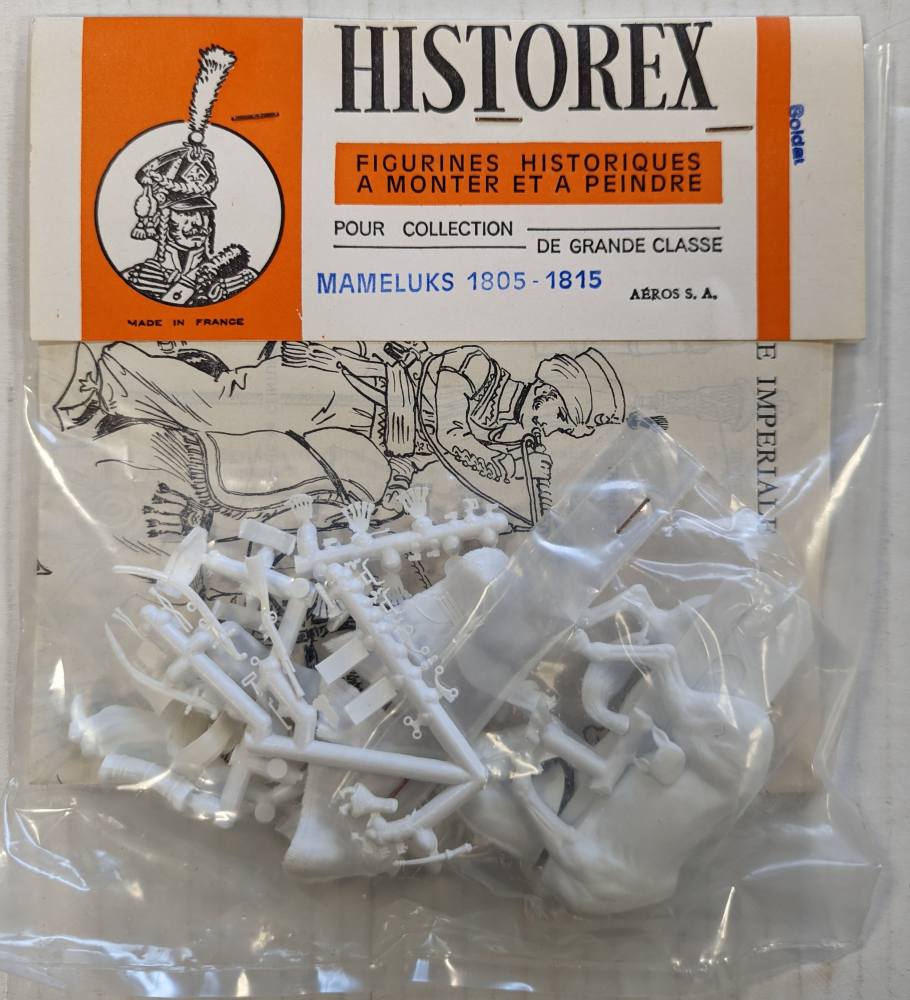 HISTOREX
FIGURINES HISTORIQUES
A MONTER ET A PEINDRE
POUR COLLECTION
DE GRANDE CLASSE
MAMELUKS 1805-1815
AÉROS S. A.
MADE IN FRANCE
Soldat
E IMPERIALE